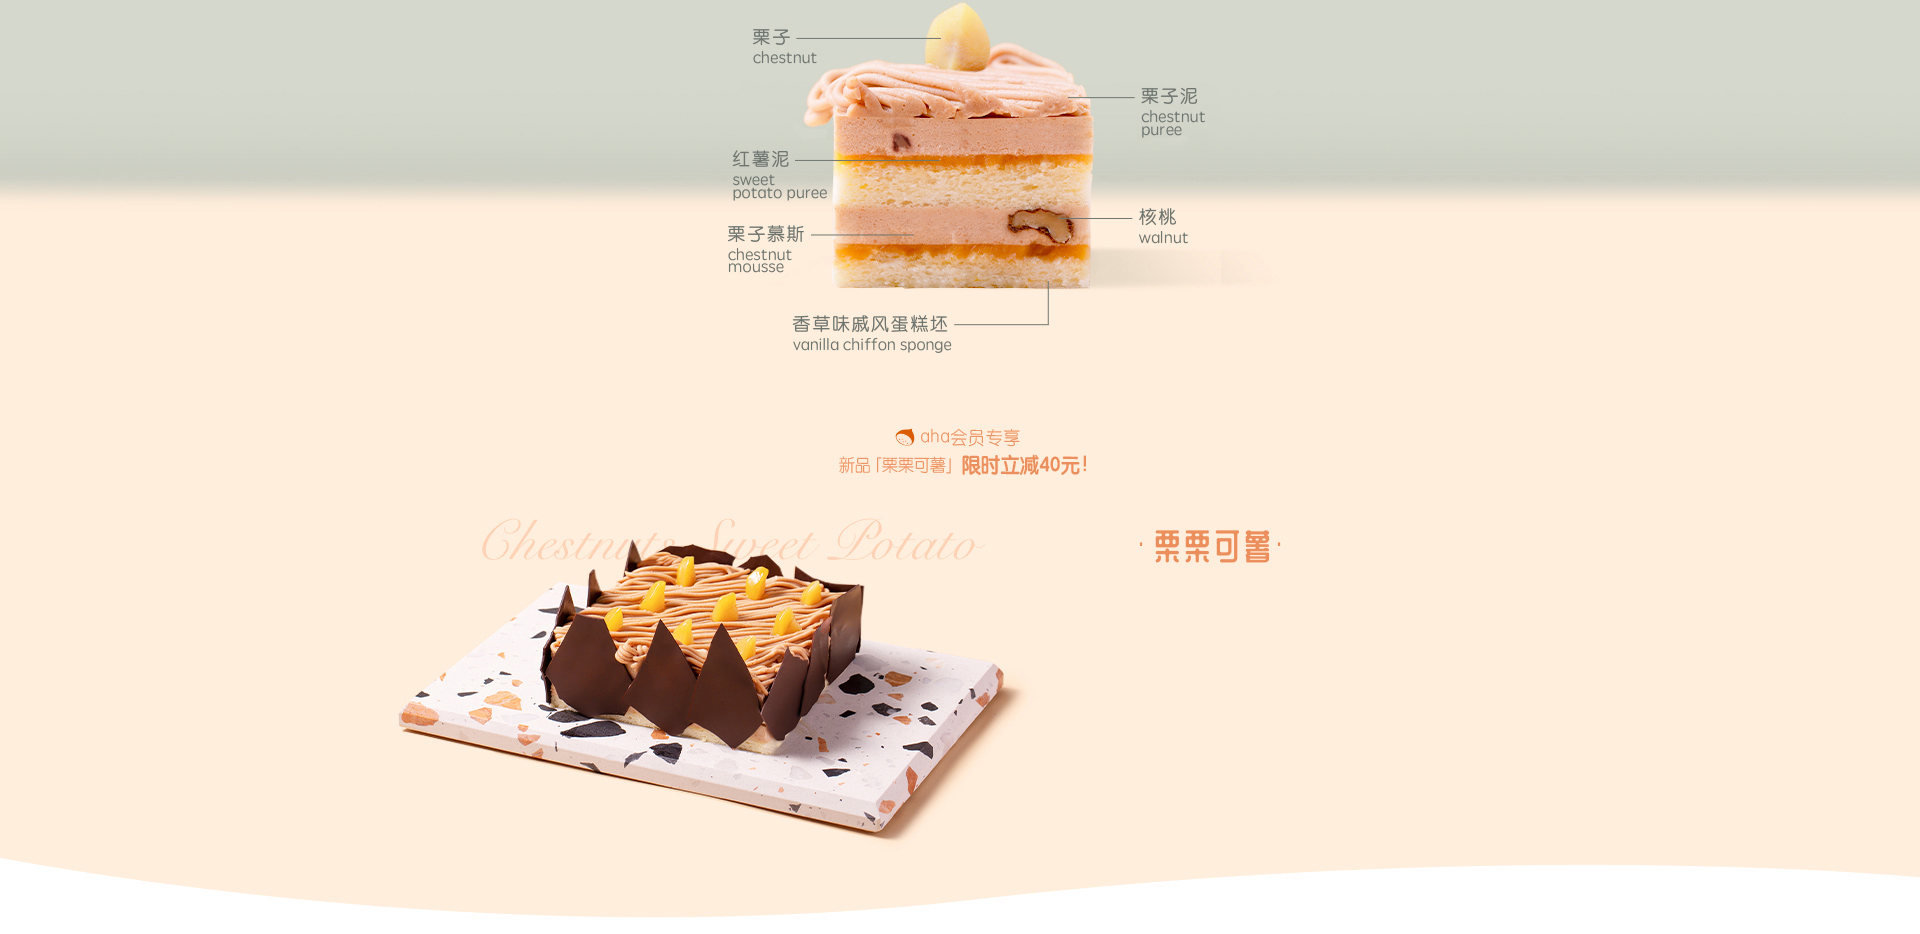 栗子
chestnut
栗子泥
chestnut
puree
红薯泥
sweet
potato puree
核桃
walnut
栗子慕斯
chestnut
mousse
香草味戚风蛋糕坯
vanilla chiffon sponge
aha会员专享
新品「栗栗可薯」限时立减40元!
Chestnuts Sweet Potato
·栗栗可薯·